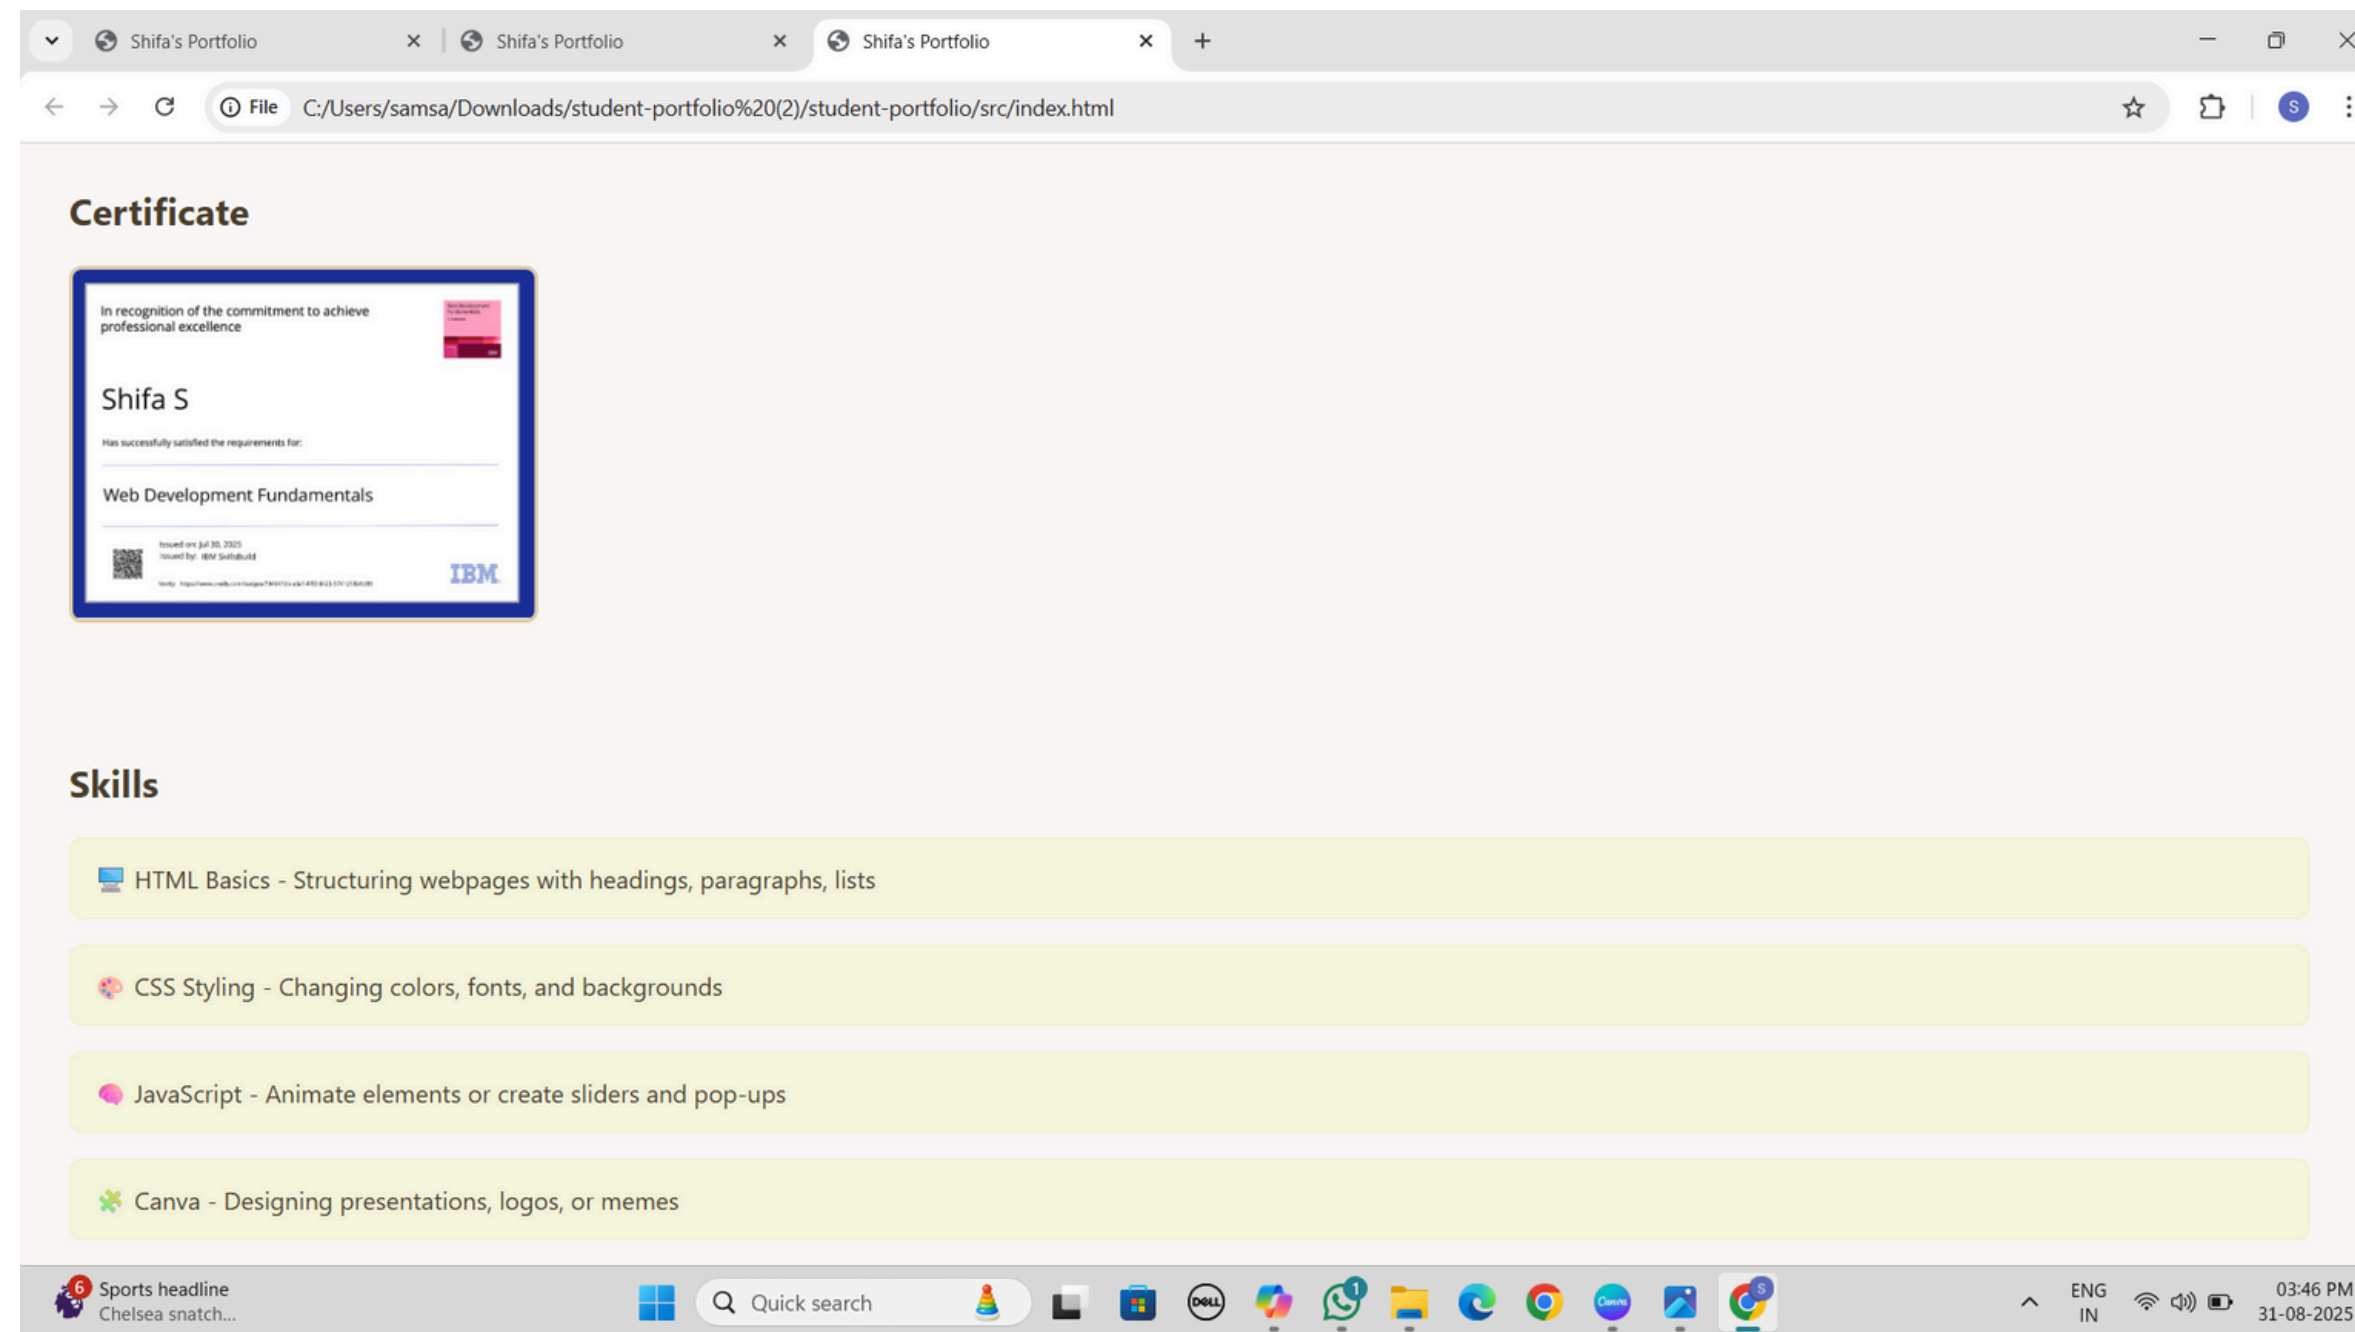 Shifa's Portfolio
Shifa's Portfolio
Shifa's Portfolio
File
C:/Users/samsa/Downloads/student-portfolio%20(2)/student-portfolio/src/index.html
S
Certificate
In recognition of the commitment to achieve
professional excellence
Shifa S
Has successfully satisfied the requirements for:
Web Development Fundamentals
Issued on: Jul 30, 2025
Issued by: IBM SkillsBuild
Verify:
IBM
Skills
HTML Basics - Structuring webpages with headings, paragraphs, lists
CSS Styling - Changing colors, fonts, and backgrounds
JavaScript - Animate elements or create sliders and pop-ups
Canva - Designing presentations, logos, or memes
6
Sports headline
Chelsea snatch...
Quick search
DELL
1
Canva
S
ENG
IN
03:46 PM
31-08-2025